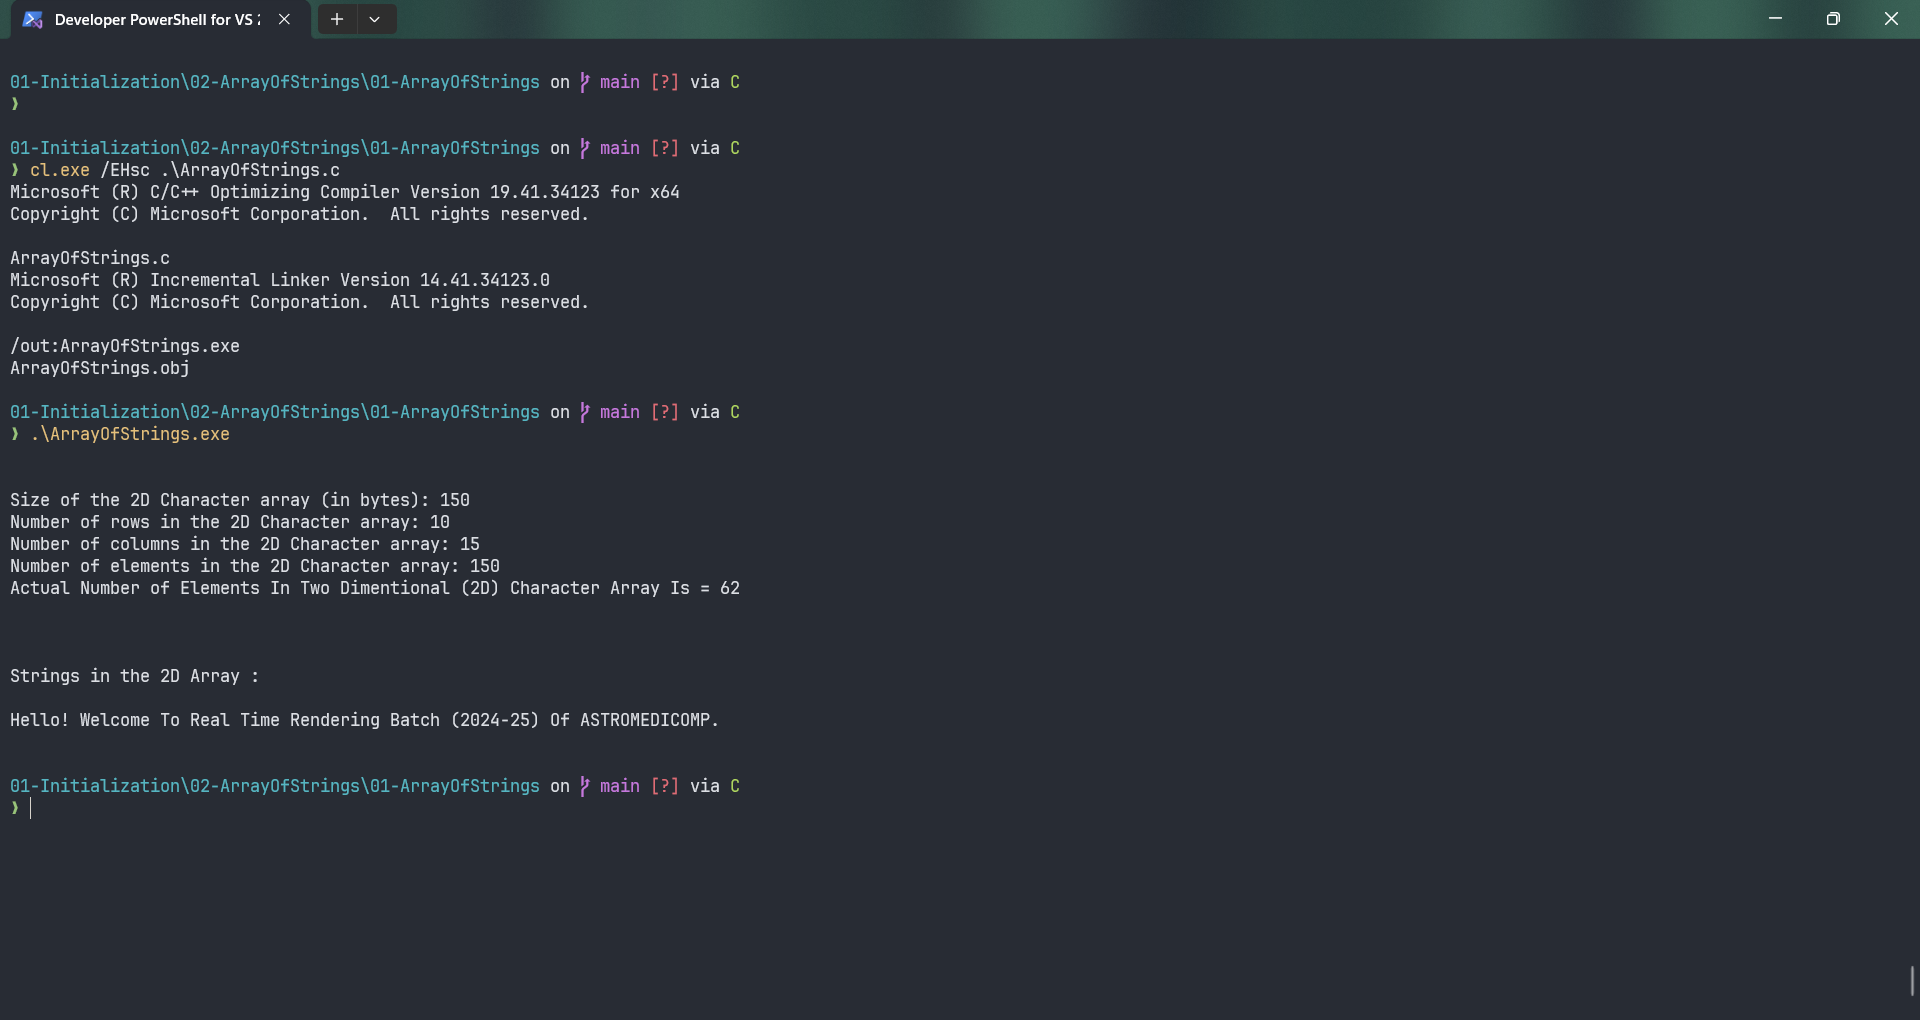 Developer PowerShell for VS
01-Initialization\02-ArrayOfStrings\01-ArrayOfStrings on main [?] via C
❯
01-Initialization\02-ArrayOfStrings\01-ArrayOfStrings on main [?] via C
❯ cl.exe /EHsc .\ArrayOfStrings.c
Microsoft (R) C/C++ Optimizing Compiler Version 19.41.34123 for x64
Copyright (C) Microsoft Corporation.  All rights reserved.
ArrayOfStrings.c
Microsoft (R) Incremental Linker Version 14.41.34123.0
Copyright (C) Microsoft Corporation.  All rights reserved.
/out:ArrayOfStrings.exe
ArrayOfStrings.obj
01-Initialization\02-ArrayOfStrings\01-ArrayOfStrings on main [?] via C
❯ .\ArrayOfStrings.exe
Size of the 2D Character array (in bytes): 150
Number of rows in the 2D Character array: 10
Number of columns in the 2D Character array: 15
Number of elements in the 2D Character array: 150
Actual Number of Elements In Two Dimentional (2D) Character Array Is = 62
Strings in the 2D Array :
Hello! Welcome To Real Time Rendering Batch (2024-25) Of ASTROMEDICOMP.
01-Initialization\02-ArrayOfStrings\01-ArrayOfStrings on main [?] via C
❯